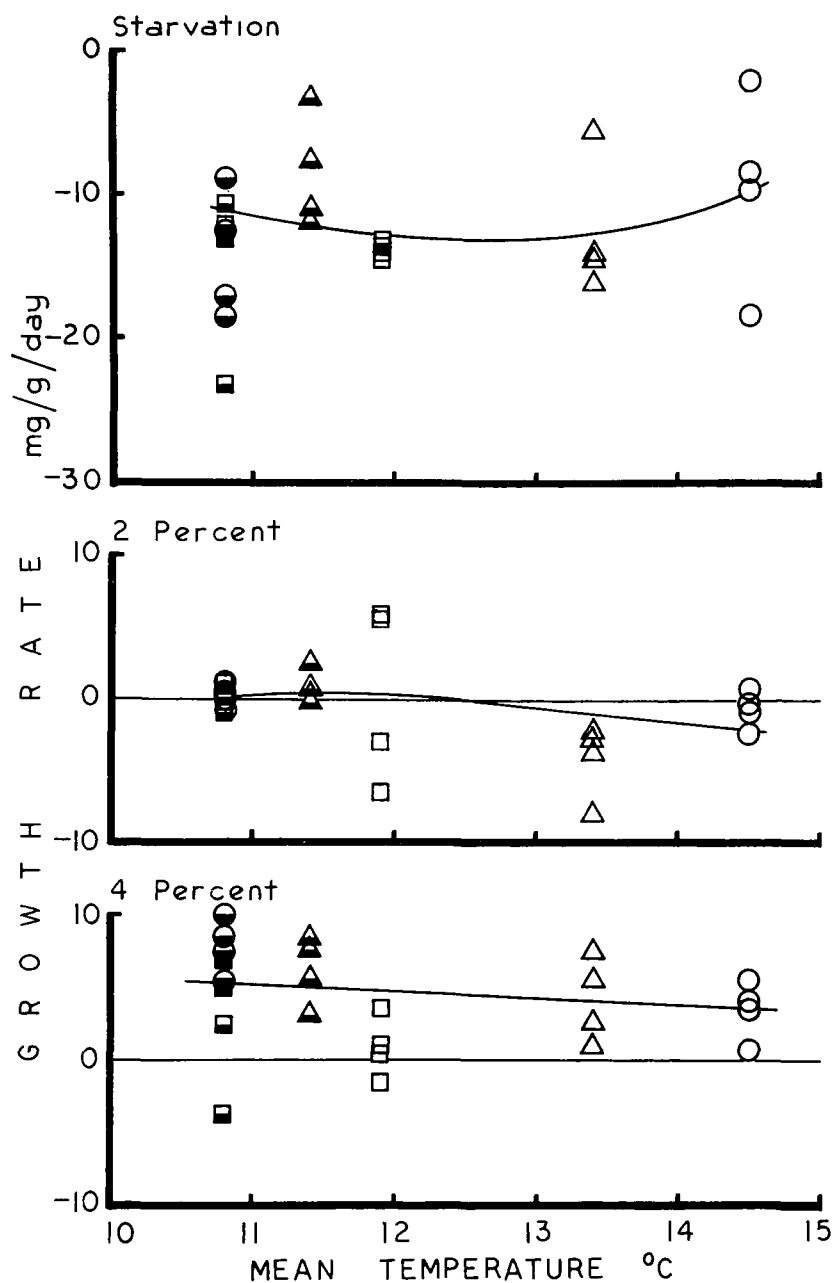 Starvation
0
-10
-20
-30
mg/g/day
2 Percent
10
0
-10
4 Percent
10
0
-10
GROWTH RATE
10 11 12 13 14 15
MEAN TEMPERATURE °C